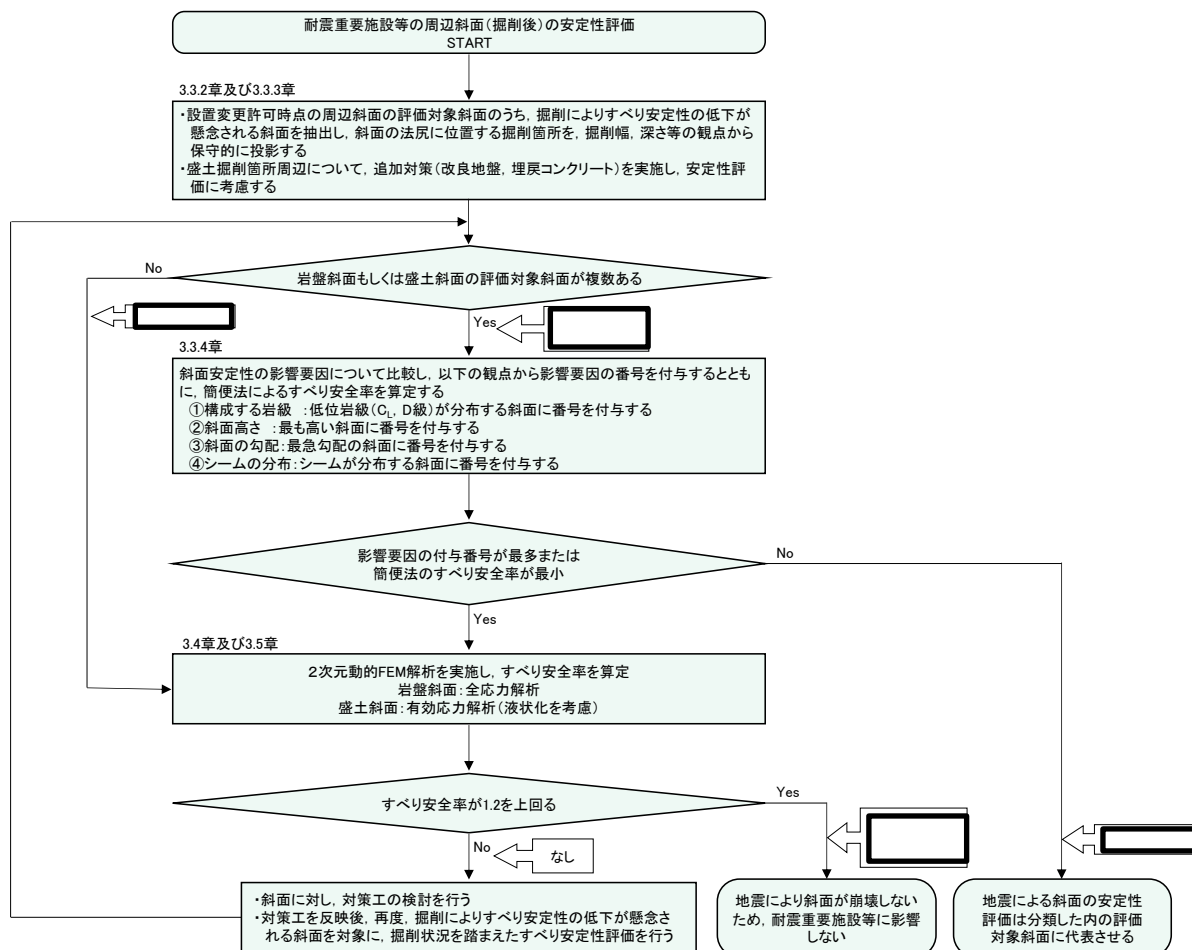 耐震重要施設等の周辺斜面(掘削後)の安定性評価
START
3.3.2章及び3.3.3章
・設置変更許可時点の周辺斜面の評価対象斜面のうち，掘削によりすべり安定性の低下が
懸念される斜面を抽出し，斜面の法尻に位置する掘削箇所を，掘削幅，深さ等の観点から
保守的に投影する
・盛土掘削箇所周辺について，追加対策(改良地盤，埋戻コンクリート)を実施し，安定性評
価に考慮する
岩盤斜面もしくは盛土斜面の評価対象斜面が複数ある
No
Yes
3.3.4章
斜面安定性の影響要因について比較し，以下の観点から影響要因の番号を付与するととも
に，簡便法によるすべり安全率を算定する
①構成する岩級 ：低位岩級(CL，D級)が分布する斜面に番号を付与する
②斜面高さ ：最も高い斜面に番号を付与する
③斜面の勾配：最急勾配の斜面に番号を付与する
④シームの分布：シームが分布する斜面に番号を付与する
影響要因の付与番号が最多または
簡便法のすべり安全率が最小
No
Yes
3.4章及び3.5章
2次元動的FEM解析を実施し，すべり安全率を算定
岩盤斜面：全応力解析
盛土斜面：有効応力解析(液状化を考慮)
すべり安全率が1.2を上回る
Yes
No
なし
・斜面に対し，対策工の検討を行う
・対策工を反映後，再度，掘削によりすべり安定性の低下が懸念さ
れる斜面を対象に，掘削状況を踏まえたすべり安定性評価を行う
地震により斜面が崩壊しない
ため，耐震重要施設等に影響
しない
地震による斜面の安定性
評価は分類した内の評価
対象斜面に代表させる